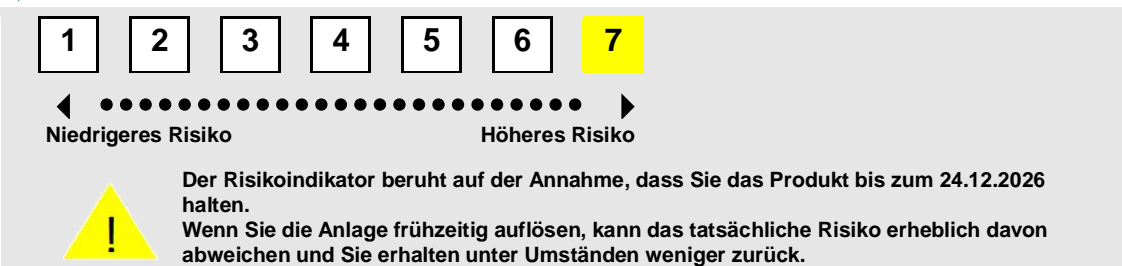 1 2 3 4 5 6 7
Niedrigeres Risiko Höheres Risiko
Der Risikoindikator beruht auf der Annahme, dass Sie das Produkt bis zum 24.12.2026
halten.
Wenn Sie die Anlage frühzeitig auflösen, kann das tatsächliche Risiko erheblich davon
abweichen und Sie erhalten unter Umständen weniger zurück.
!